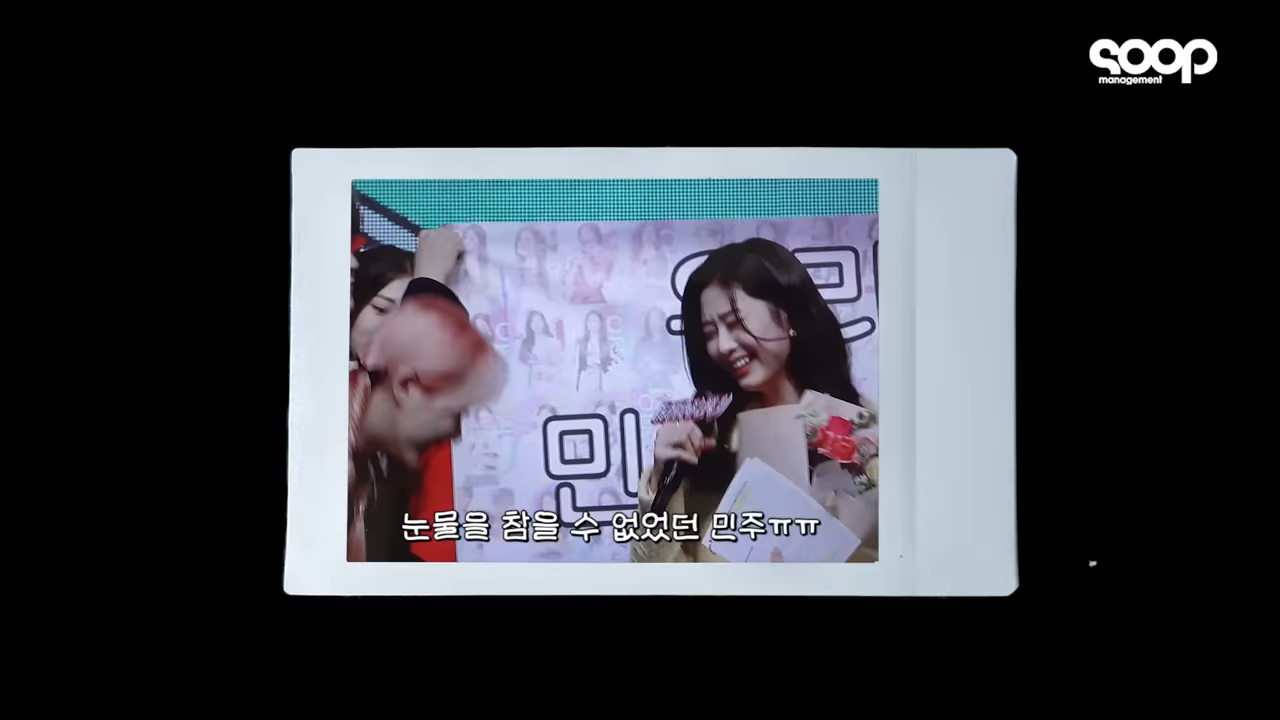 soop
management
민
눈물을 참을 수 없었던 민주ㅠㅠ